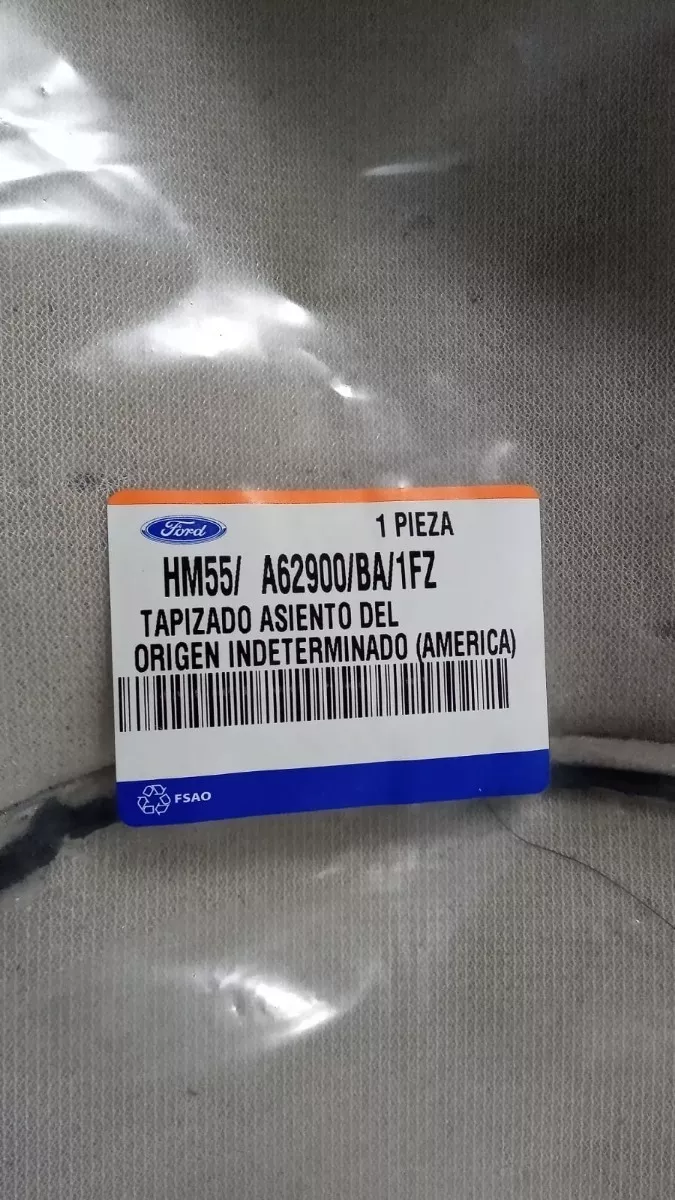 Ford
1 PIEZA
HM55/ A62900/BA/1FZ
TAPIZADO ASIENTO DEL
ORIGEN INDETERMINADO (AMERICA)
FSAO